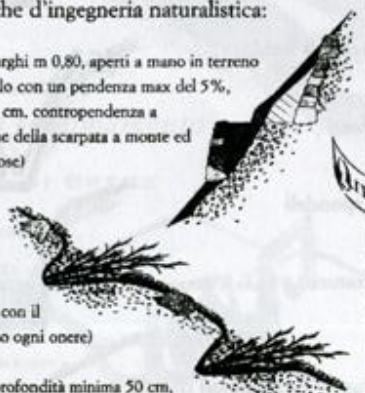 che d'ingegneria naturalistica:
arghi m 0,80, aperti a mano in terreno
lo con un pendenza max del 5%,
cm, contropendenza a
e della scarpata a monte ed
ose)
con il
o ogni onere)
rofondità minima 50 cm,